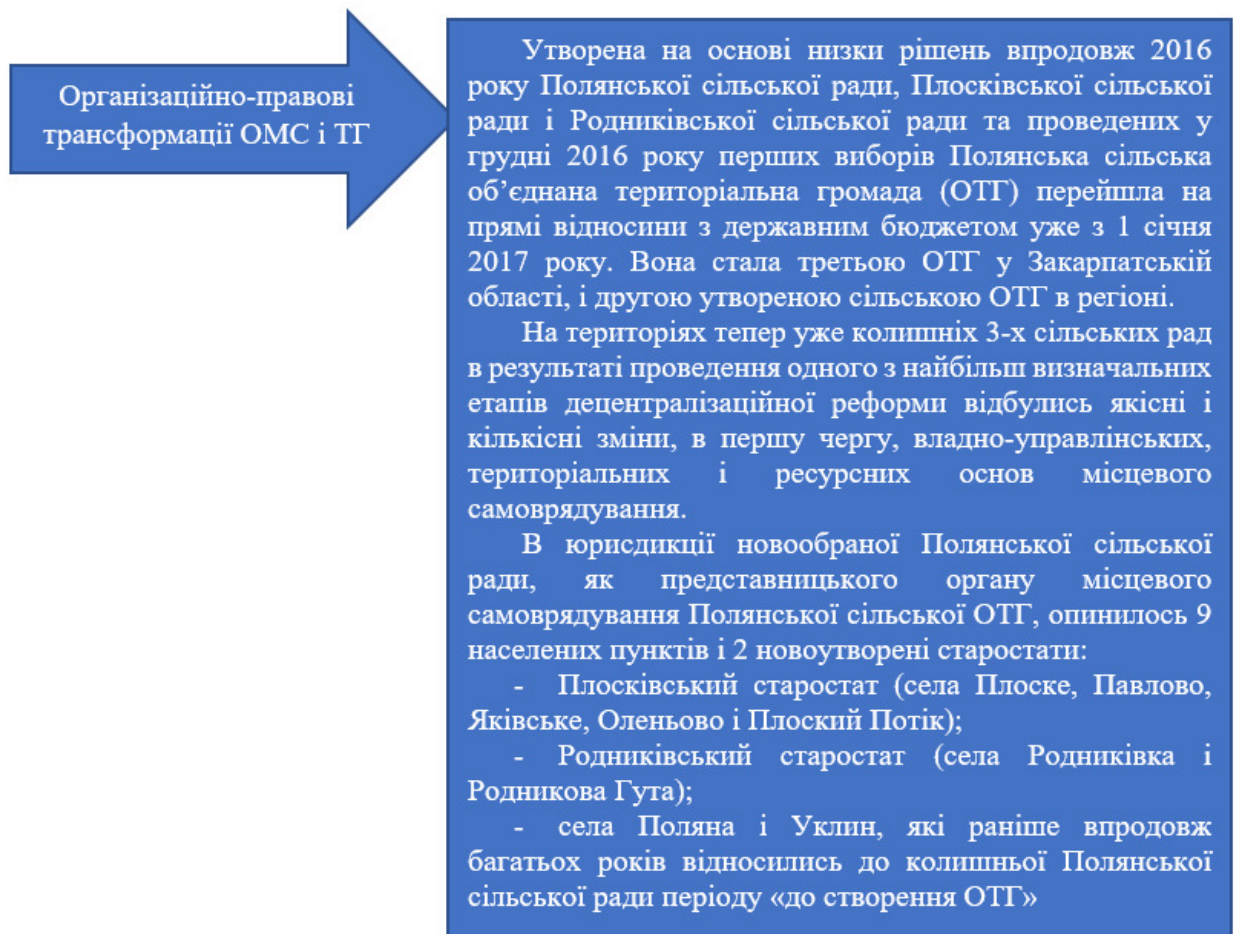 Організаційно-правові
трансформації ОМС і ТГ
Утворена на основі низки рішень впродовж 2016
року Полянської сільської ради, Плосківської сільської
ради і Родниківської сільської ради та проведених у
грудні 2016 року перших виборів Полянська сільська
об’єднана територіальна громада (ОТГ) перейшла на
прямі відносини з державним бюджетом уже з 1 січня
2017 року. Вона стала третьою ОТГ у Закарпатській
області, і другою утвореною сільською ОТГ в регіоні.
На територіях тепер уже колишніх 3-х сільських рад
в результаті проведення одного з найбільш визначальних
етапів децентралізаційної реформи відбулись якісні і
кількісні зміни, в першу чергу, владно-управлінських,
територіальних і ресурсних основ місцевого
самоврядування.
В юрисдикції новообраної Полянської сільської
ради, як представницького органу місцевого
самоврядування Полянської сільської ОТГ, опинилось 9
населених пунктів і 2 новоутворені старостати:
- Плосківський старостат (села Плоске, Павлово,
Яківське, Оленьово і Плоский Потік);
- Родниківський старостат (села Родниківка і
Родникова Гута);
- села Поляна і Уклин, які раніше впродовж
багатьох років відносились до колишньої Полянської
сільської ради періоду «до створення ОТГ»